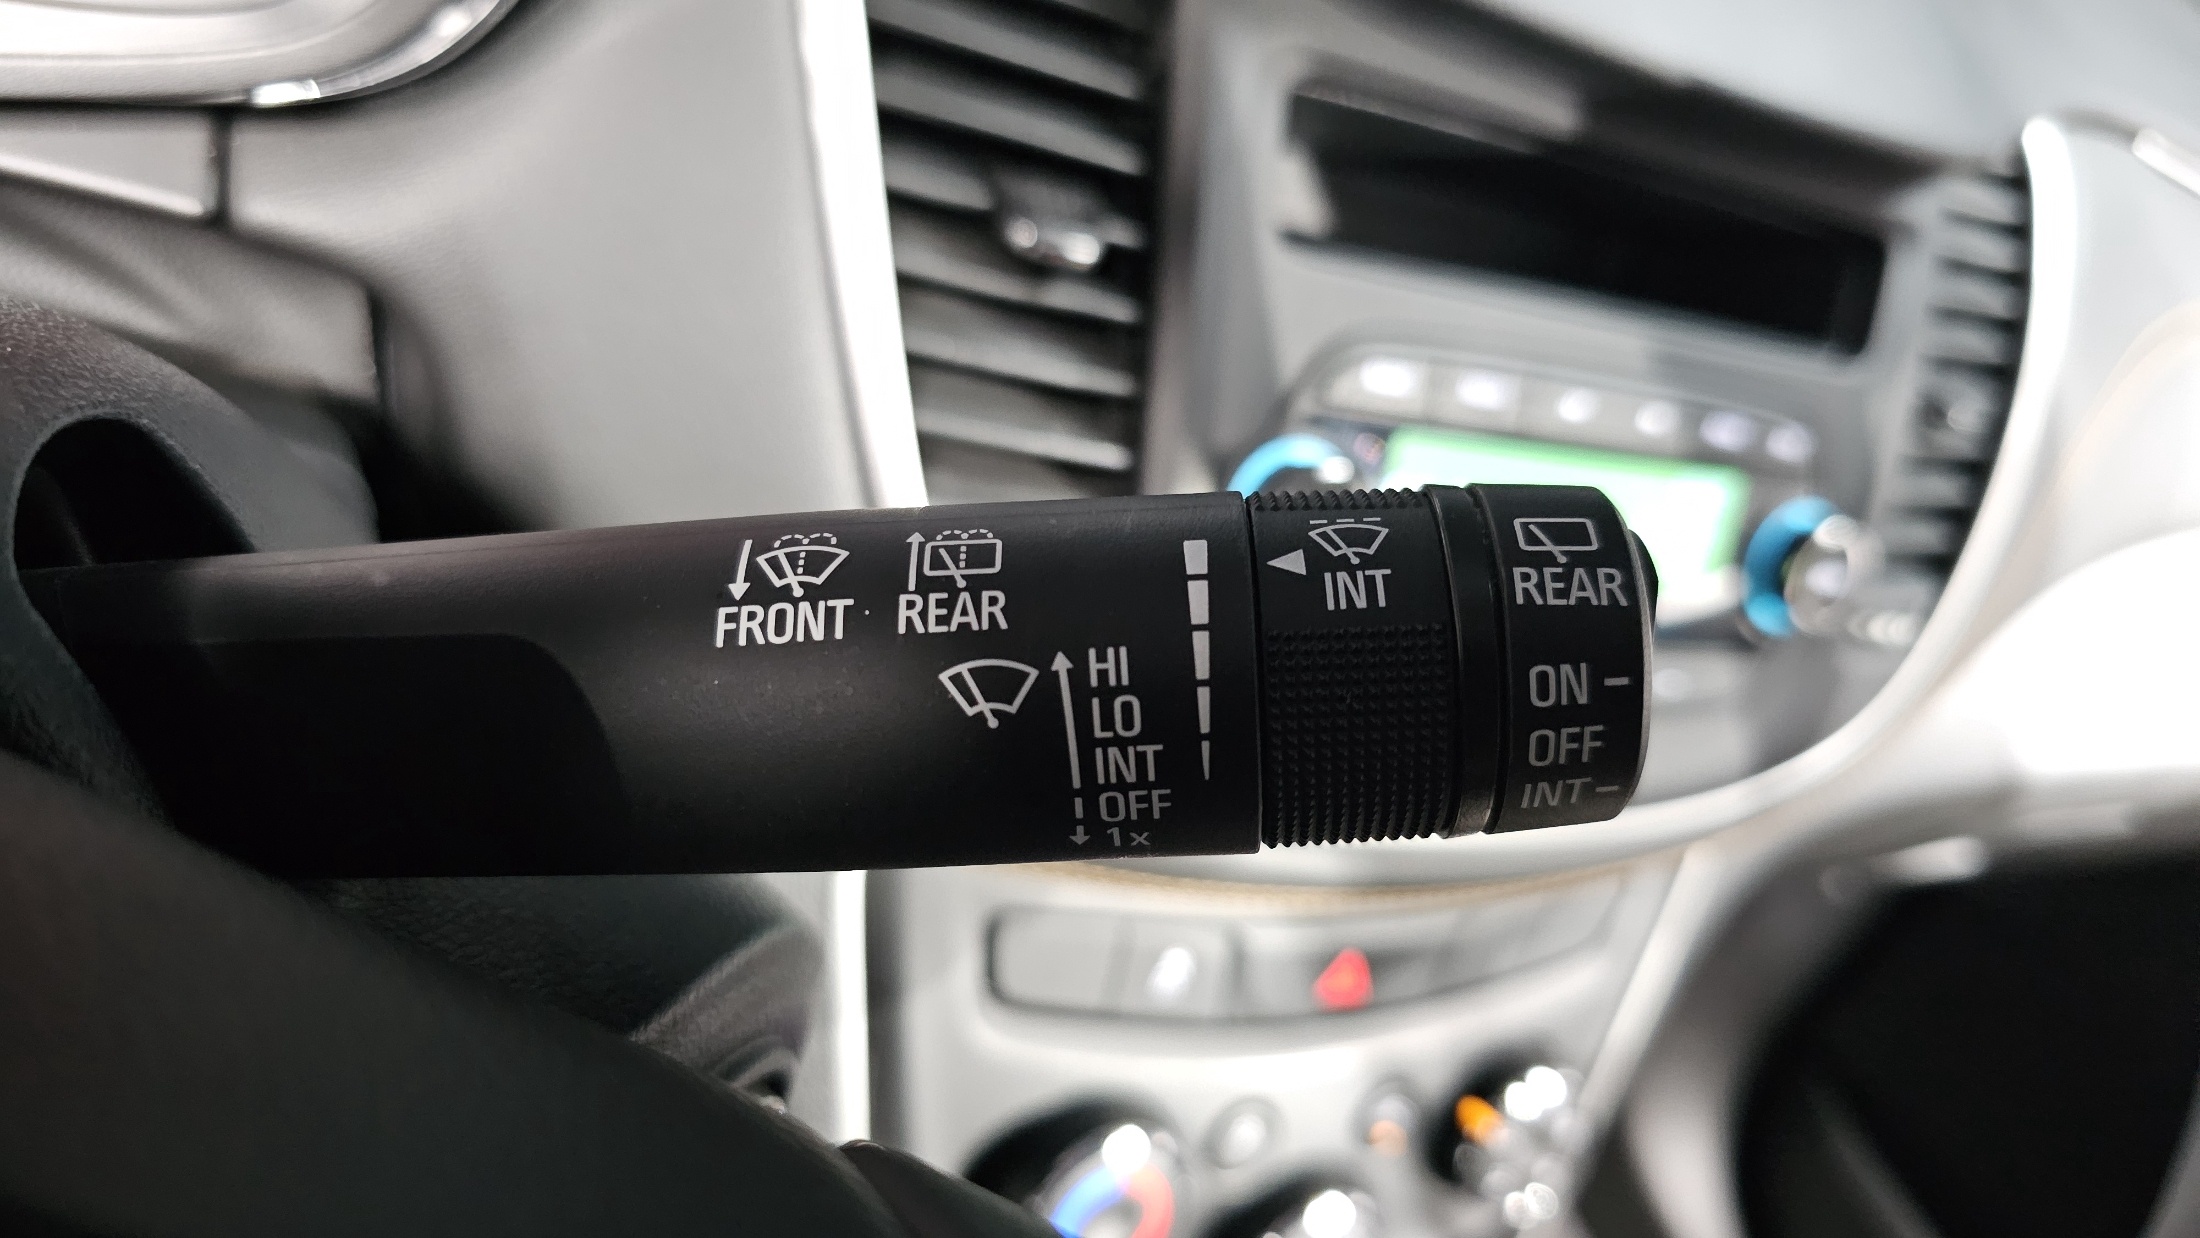 FRONT REAR
HI
LO
INT
OFF
1x
INT
REAR
ON
OFF
INT